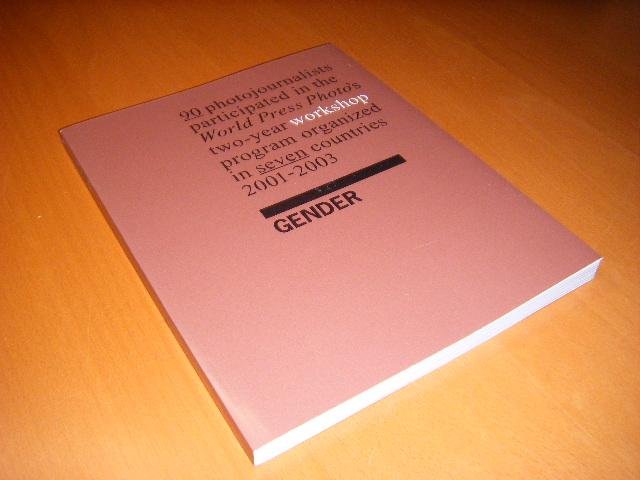 90 photojournalists
participated in the
World Press Photo's
two-year workshop
program organized
in seven countries
2001-2003
GENDER